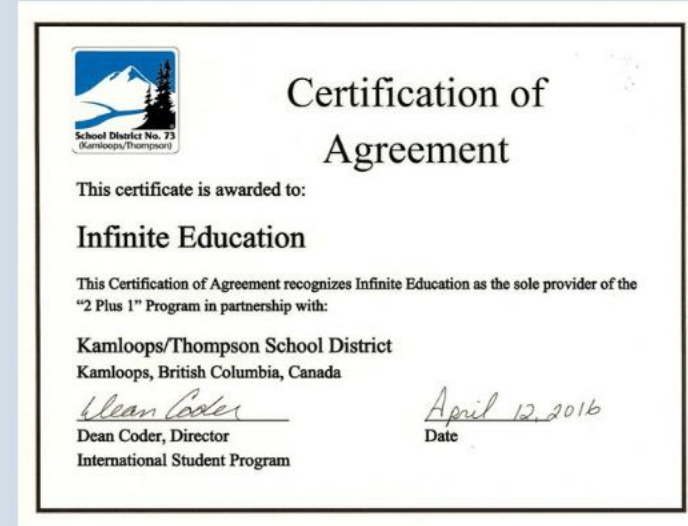 School District No. 73
(Kamloops/Thompson)
Certification of
Agreement
This certificate is awarded to:
Infinite Education
This Certification of Agreement recognizes Infinite Education as the sole provider of the
“2 Plus 1” Program in partnership with:
Kamloops/Thompson School District
Kamloops, British Columbia, Canada
Dean Coder April 12, 2016
Dean Coder, Director Date
International Student Program